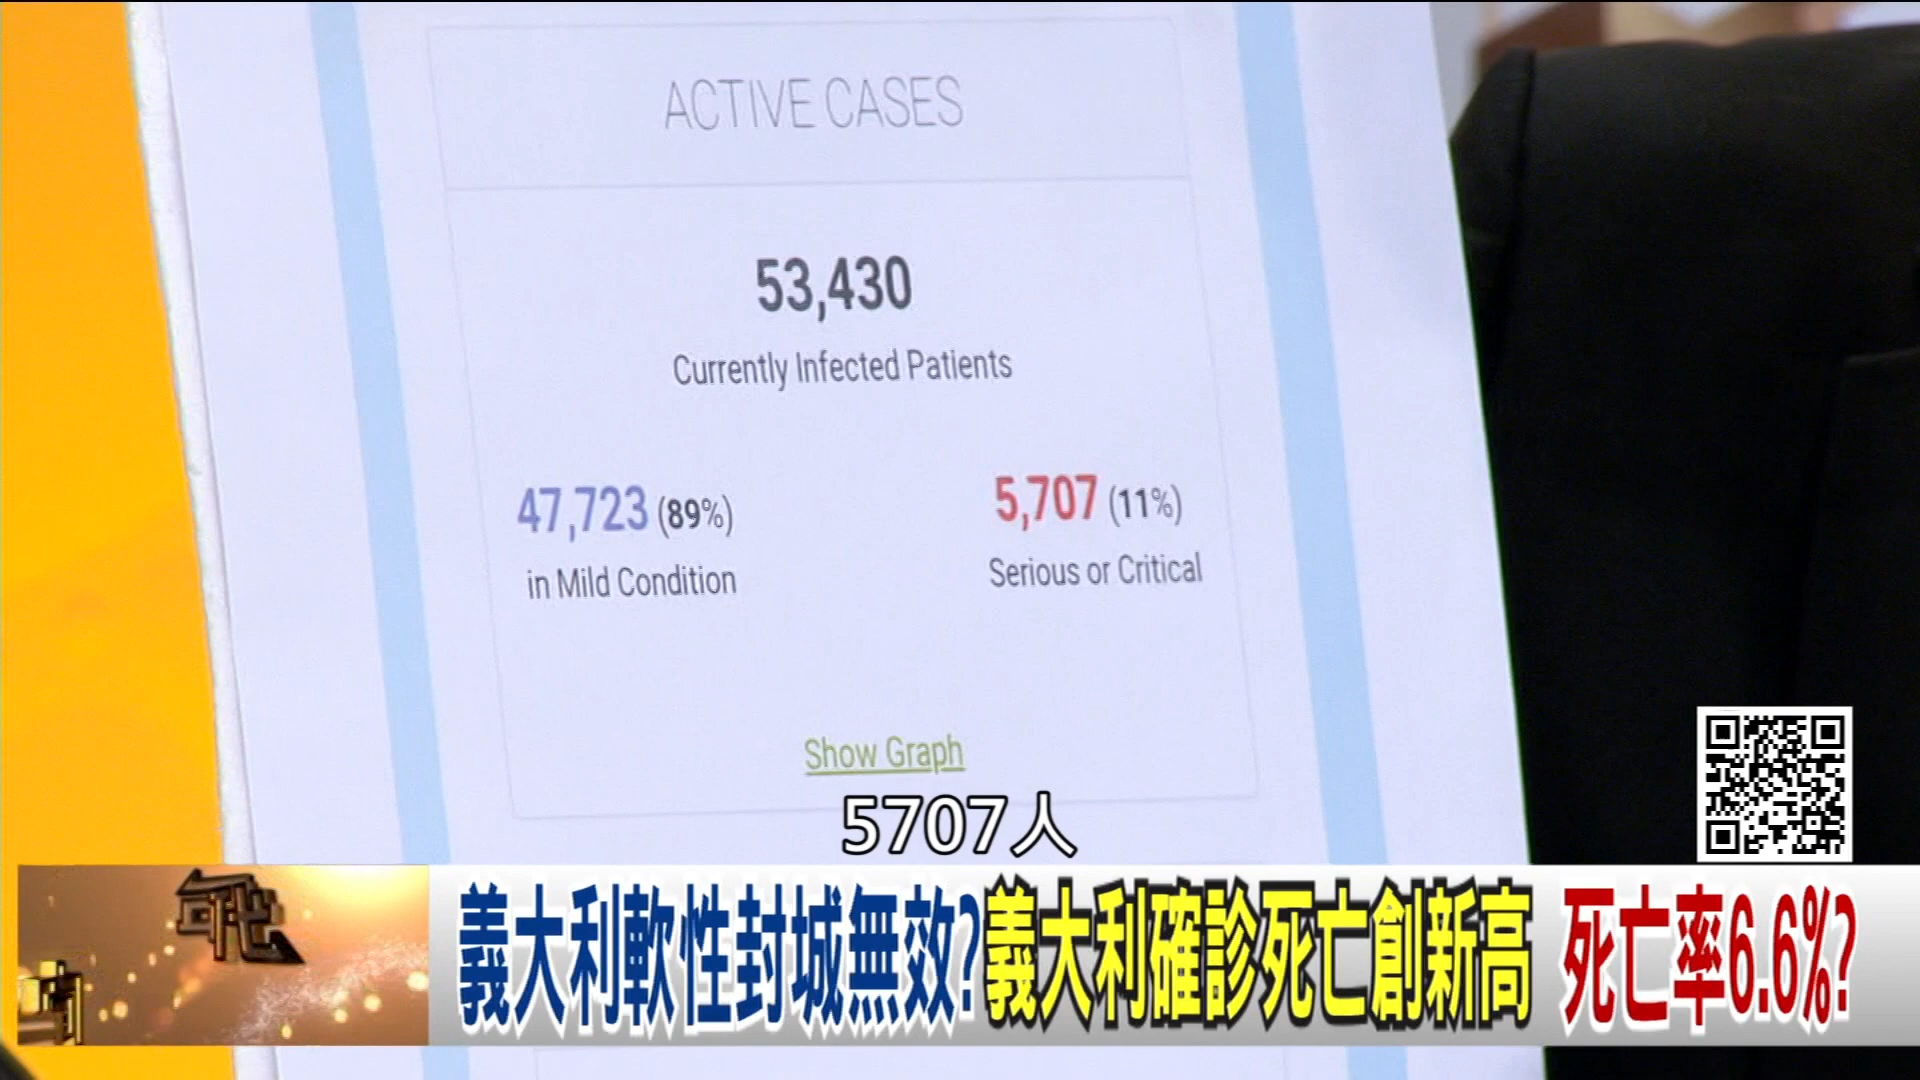 ACTIVE CASES
53,430
Currently Infected Patients
47,723 (89%)
in Mild Condition
5,707 (11%)
Serious or Critical
Show Graph
5707人
義大利軟性封城無效?義大利確診死亡創新高 死亡率6.6%?